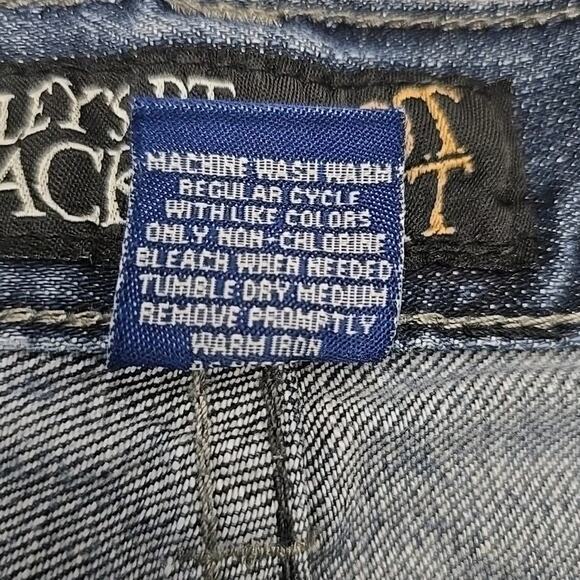 MACHINE WASH WARM
REGULAR CYCLE
WITH LIKE COLORS
ONLY NON-CHLORINE
BLEACH WHEN NEEDED
TUMBLE DRY MEDIUM
REMOVE PROMPTLY
WARM IRON